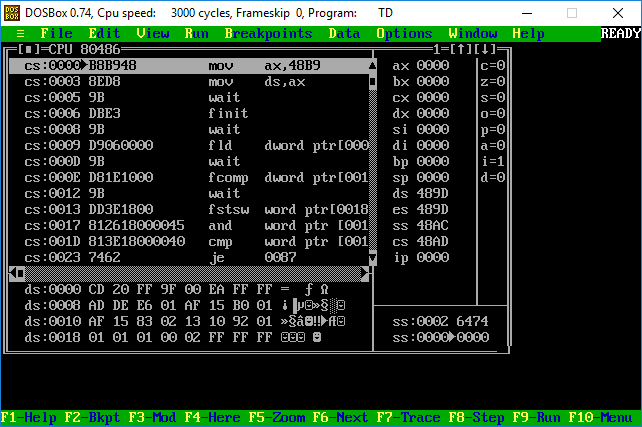 DOSBox 0.74, Cpu speed: 3000 cycles, Frameskip 0, Program: TD
≡ File Edit View Run Breakpoints Data Options Window Help READY
[■]=CPU 80486 1=[↑][↓]
cs:0000►B8B948 mov ax,48B9 ax 0000 c=0
cs:0003 8ED8 mov ds,ax bx 0000 z=0
cs:0005 9B wait cx 0000 s=0
cs:0006 DBE3 finit dx 0000 o=0
cs:0008 9B wait si 0000 p=0
cs:0009 D9060000 fld dword ptr[000 di 0000 a=0
cs:000D 9B wait bp 0000 i=1
cs:000E D81E1000 fcomp dword ptr[001 sp 0000 d=0
cs:0012 9B wait ds 489D
cs:0013 DD3E1800 fstsw word ptr[0018 es 489D
cs:0017 812618000045 and word ptr [001 ss 48AC
cs:001D 813E18000040 cmp word ptr [001 cs 48AD
cs:0023 7462 je 0087 ip 0000
ds:0000 CD 20 FF 9F 00 EA FF FF = ƒ Ω
ds:0008 AD DE E6 01 AF 15 B0 01 ¡▐µ☺»§░☺
ds:0010 AF 15 83 02 13 10 92 01 »§â☻‼►Æ☺ ss:0002 6474
ds:0018 01 01 01 00 02 FF FF FF ☺☺☺ ☻ ss:0000►0000
F1-Help F2-Bkpt F3-Mod F4-Here F5-Zoom F6-Next F7-Trace F8-Step F9-Run F10-Menu